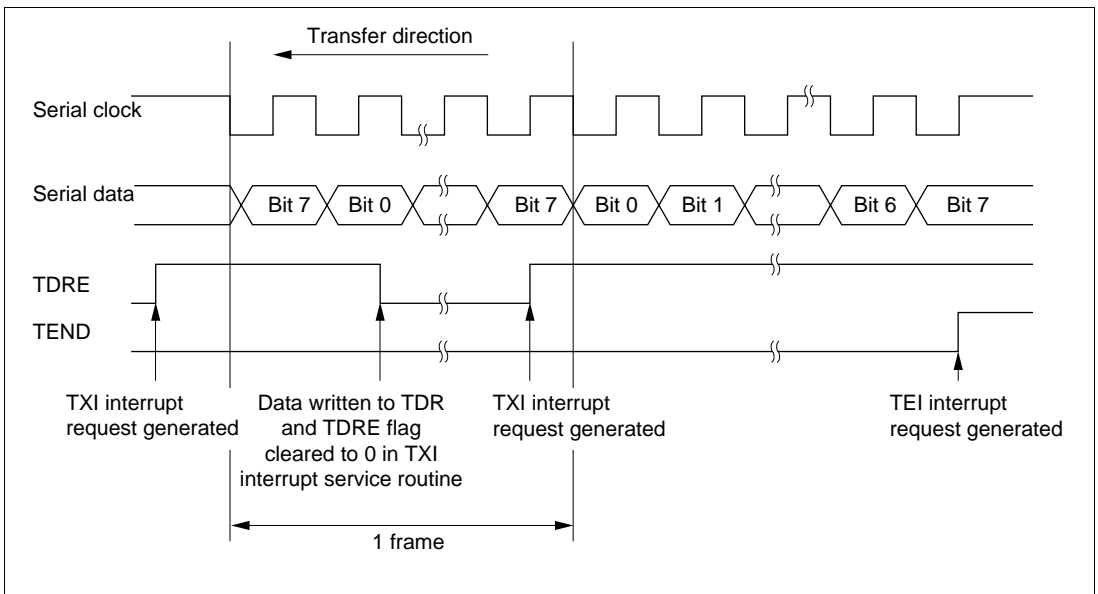 Transfer direction
Serial clock
Serial data
Bit 7 Bit 0 Bit 7 Bit 0 Bit 1 Bit 6 Bit 7
TDRE
TEND
TXI interrupt
request generated
Data written to TDR
and TDRE flag
cleared to 0 in TXI
interrupt service routine
TXI interrupt
request generated
TEI interrupt
request generated
1 frame